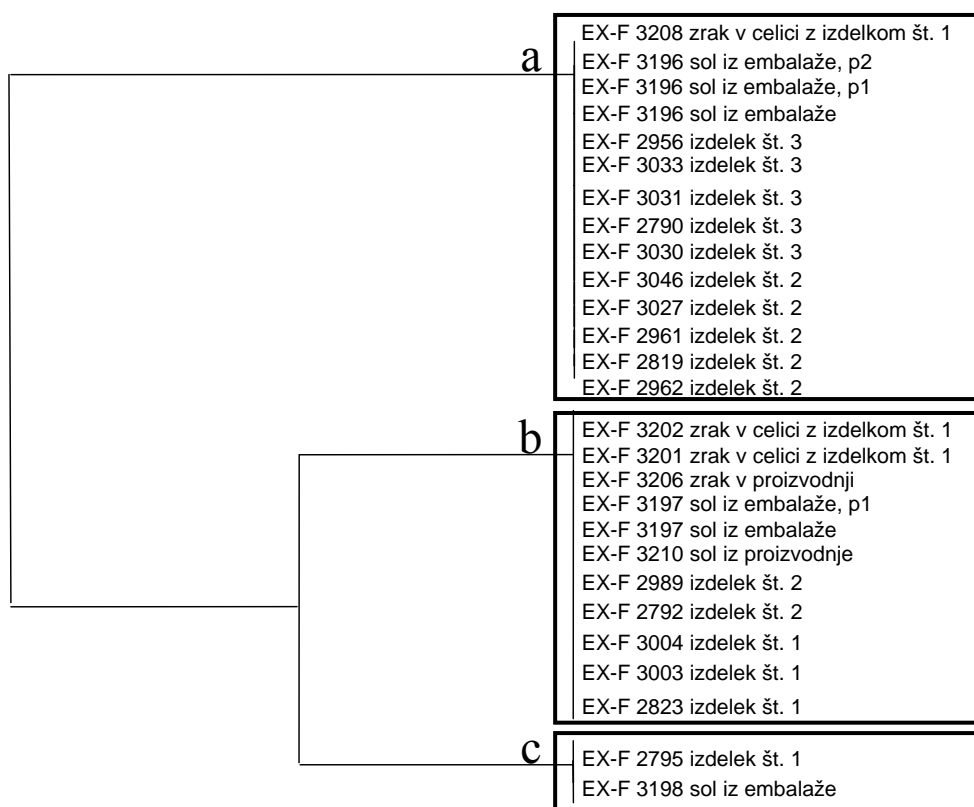 a
EX-F 3208 zrak v celici z izdelkom št. 1
EX-F 3196 sol iz embalaže, p2
EX-F 3196 sol iz embalaže, p1
EX-F 3196 sol iz embalaže
EX-F 2956 izdelek št. 3
EX-F 3033 izdelek št. 3
EX-F 3031 izdelek št. 3
EX-F 2790 izdelek št. 3
EX-F 3030 izdelek št. 3
EX-F 3046 izdelek št. 2
EX-F 3027 izdelek št. 2
EX-F 2961 izdelek št. 2
EX-F 2819 izdelek št. 2
EX-F 2962 izdelek št. 2
b
EX-F 3202 zrak v celici z izdelkom št. 1
EX-F 3201 zrak v celici z izdelkom št. 1
EX-F 3206 zrak v proizvodnji
EX-F 3197 sol iz embalaže, p1
EX-F 3197 sol iz embalaže
EX-F 3210 sol iz proizvodnje
EX-F 2989 izdelek št. 2
EX-F 2792 izdelek št. 2
EX-F 3004 izdelek št. 1
EX-F 3003 izdelek št. 1
EX-F 2823 izdelek št. 1
c
EX-F 2795 izdelek št. 1
EX-F 3198 sol iz embalaže